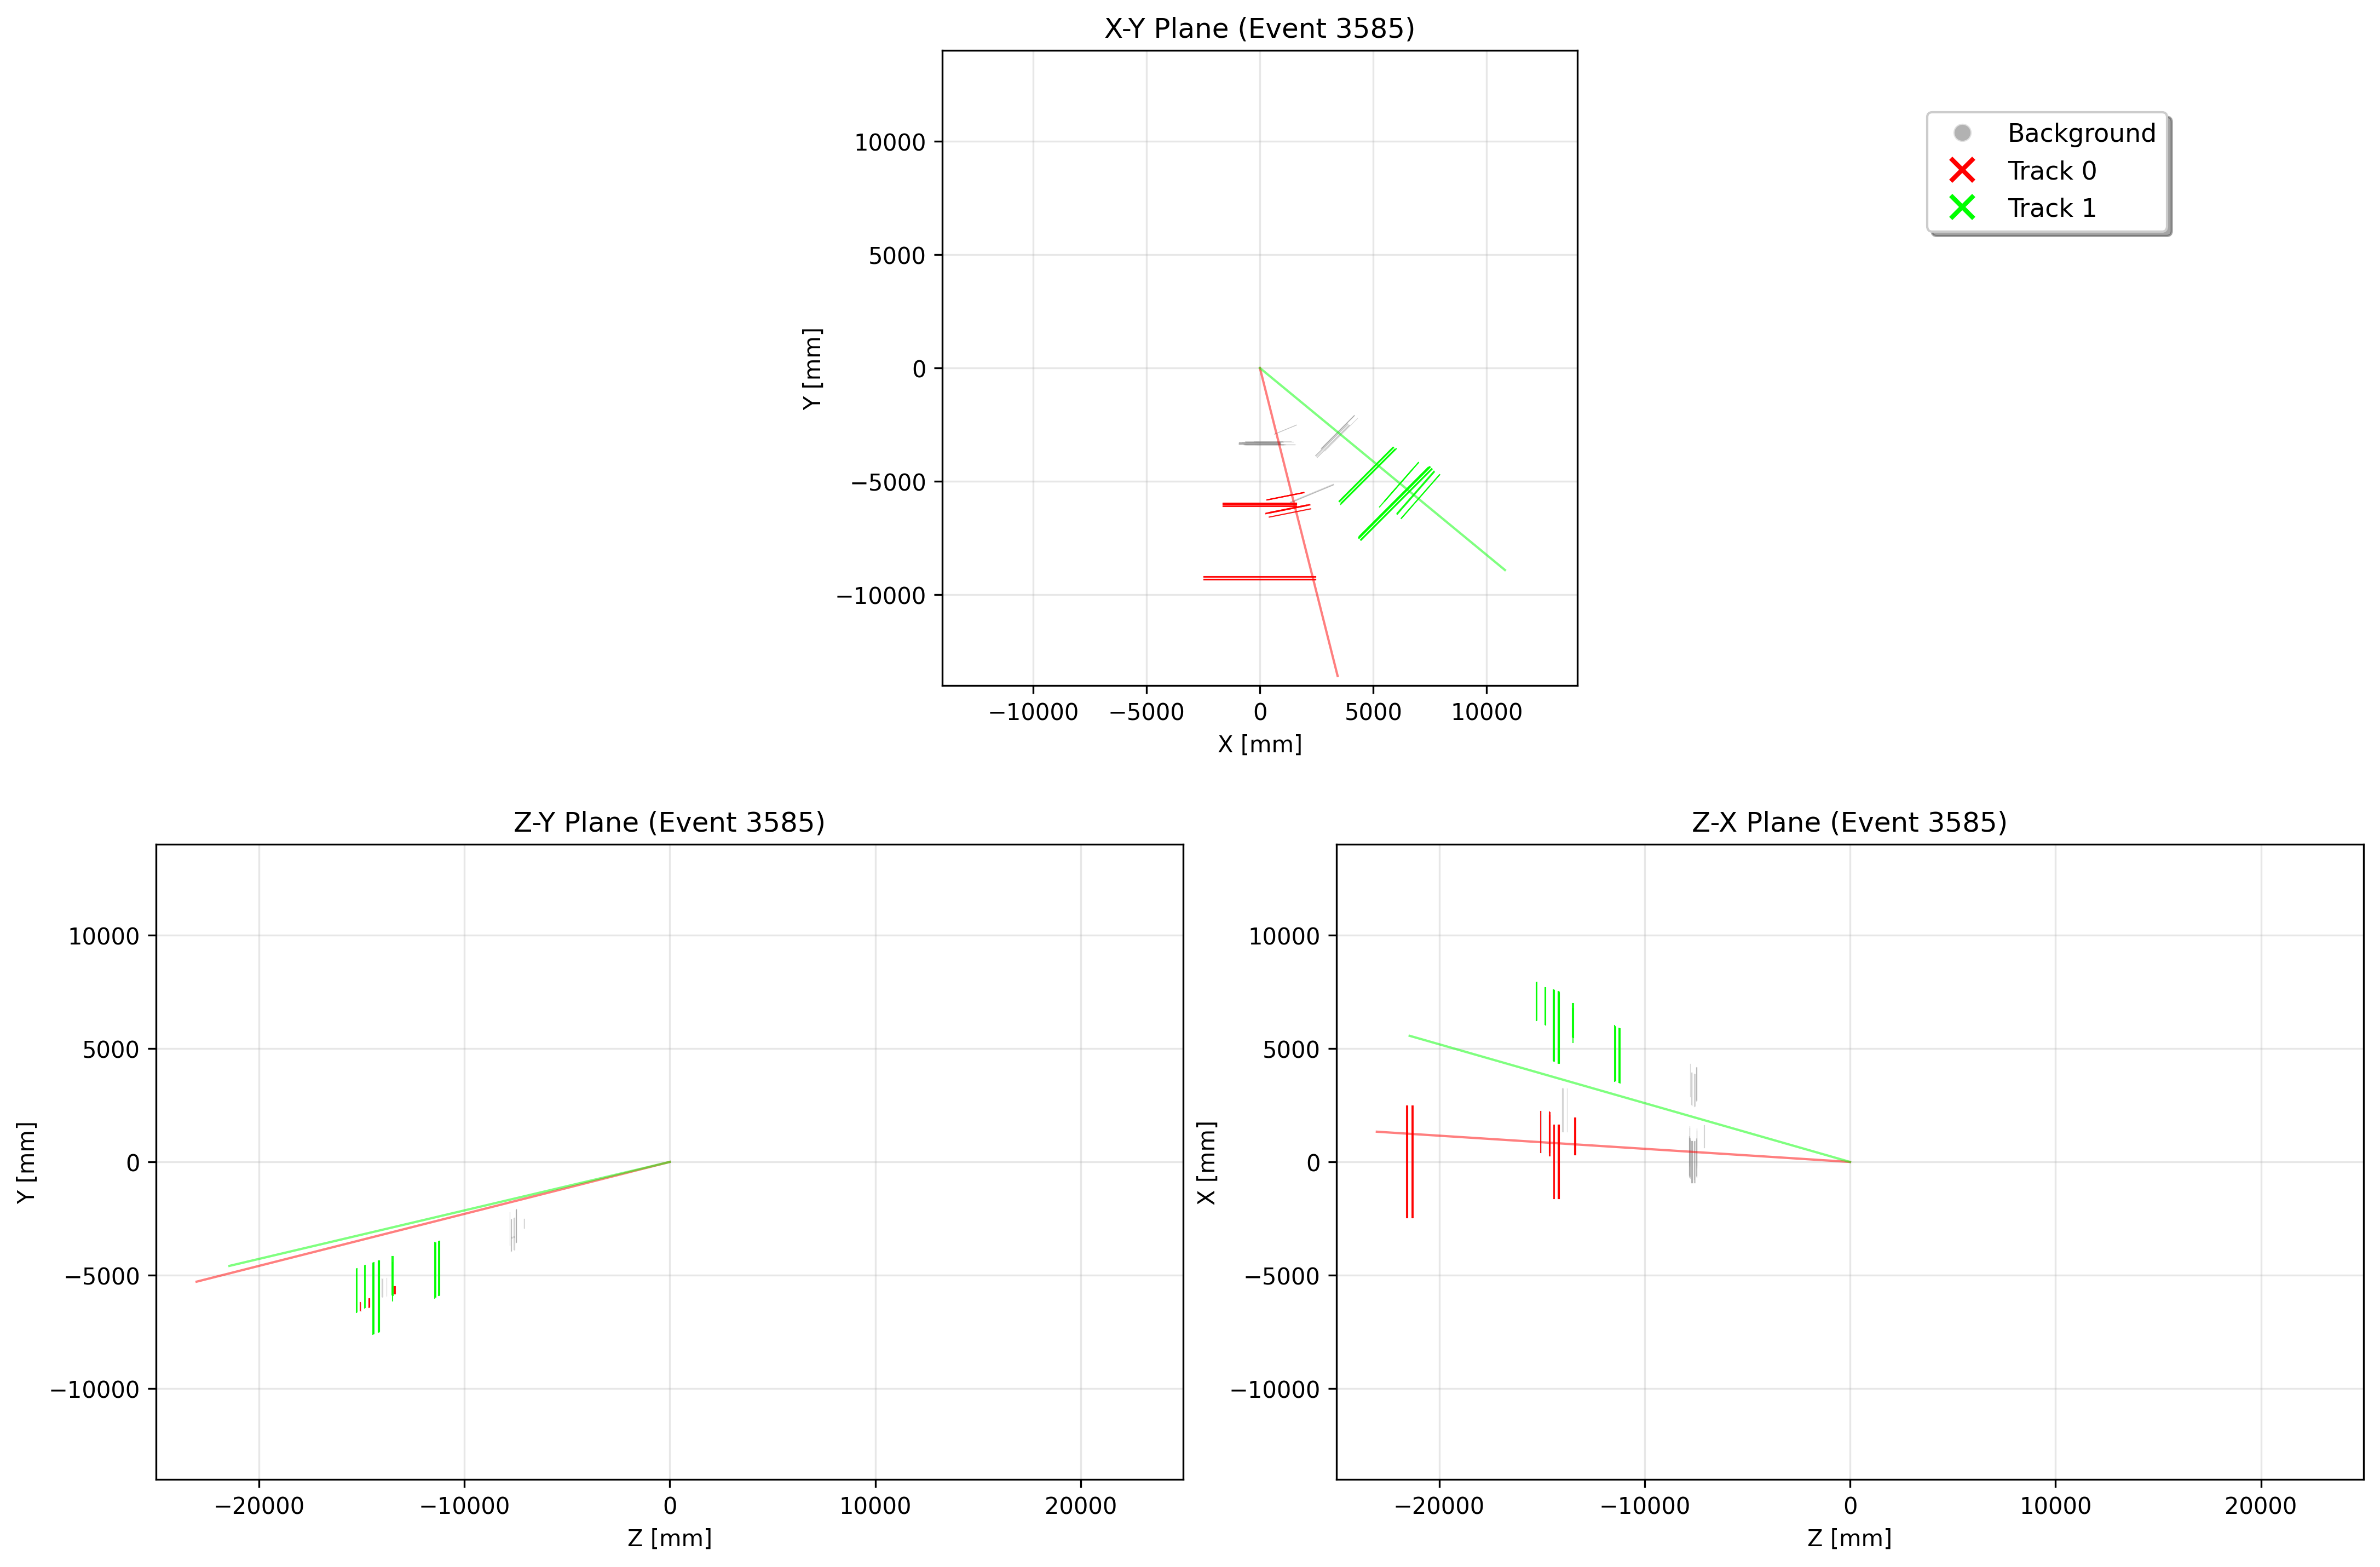 X-Y Plane (Event 3585)
10000
5000
0
−5000
−10000
Y [mm]
−10000 −5000 0 5000 10000
X [mm]
Background
Track 0
Track 1
Z-Y Plane (Event 3585)
10000
5000
0
−5000
−10000
Y [mm]
−20000 −10000 0 10000 20000
Z [mm]
Z-X Plane (Event 3585)
10000
5000
0
−5000
−10000
X [mm]
−20000 −10000 0 10000 20000
Z [mm]